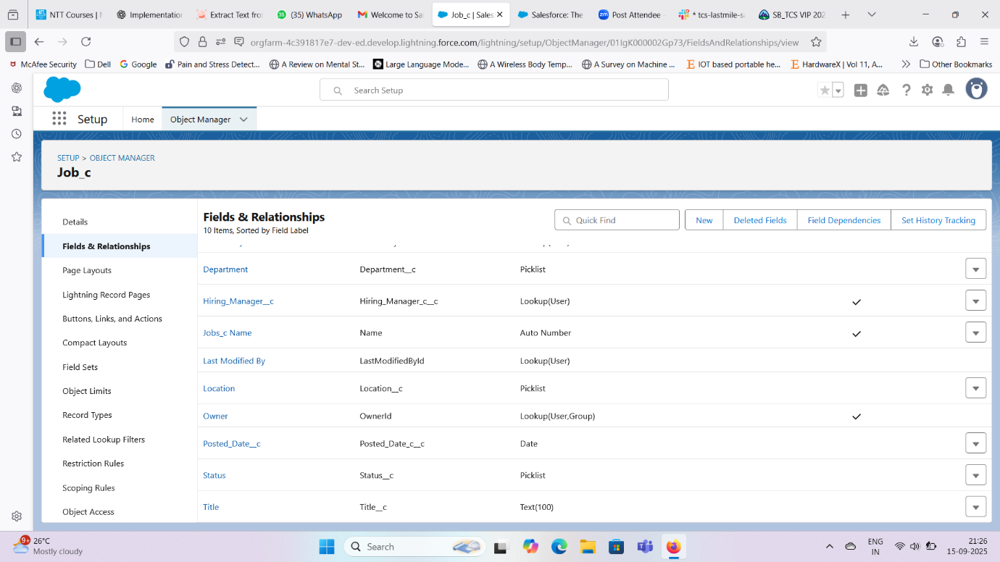 NTT Courses | N
Implementation
Extract Text fro
(35) WhatsApp
Welcome to Sal
Job_c | Sales
Salesforce: The
Post Attendee -
* tcs-lastmile-sa
SB_TCS VIP 202
orgfarm-4c391817e7-dev-ed.develop.lightning.force.com/lightning/setup/ObjectManager/01IgK000002Gp73/FieldsAndRelationships/view
McAfee Security
Dell
Google
Pain and Stress Detect...
A Review on Mental St...
Large Language Mode...
A Wireless Body Temp...
A Survey on Machine ...
IOT based portable he...
HardwareX | Vol 11, A...
Other Bookmarks
Search Setup
Setup
Home
Object Manager
SETUP > OBJECT MANAGER
Job_c
Details
Fields & Relationships
Page Layouts
Lightning Record Pages
Buttons, Links, and Actions
Compact Layouts
Field Sets
Object Limits
Record Types
Related Lookup Filters
Restriction Rules
Scoping Rules
Object Access
Fields & Relationships
10 Items, Sorted by Field Label
Quick Find
New
Deleted Fields
Field Dependencies
Set History Tracking
Department Department__c Picklist
Hiring_Manager__c Hiring_Manager_c__c Lookup(User)
Jobs_c Name Name Auto Number
Last Modified By LastModifiedById Lookup(User)
Location Location__c Picklist
Owner OwnerId Lookup(User,Group)
Posted_Date__c Posted_Date_c__c Date
Status Status__c Picklist
Title Title__c Text(100)
9+
26°C
Mostly cloudy
Search
ENG
IN
21:26
15-09-2025